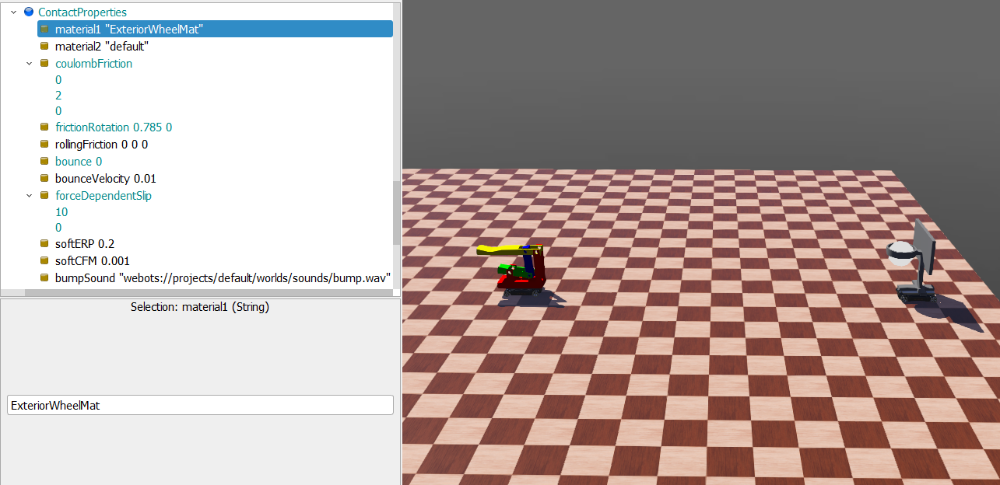 ContactProperties
material1 "ExteriorWheelMat"
material2 "default"
coulombFriction
0
2
0
frictionRotation 0.785 0
rollingFriction 0 0 0
bounce 0
bounceVelocity 0.01
forceDependentSlip
10
0
softERP 0.2
softCFM 0.001
bumpSound "webots://projects/default/worlds/sounds/bump.wav"
Selection: material1 (String)
ExteriorWheelMat